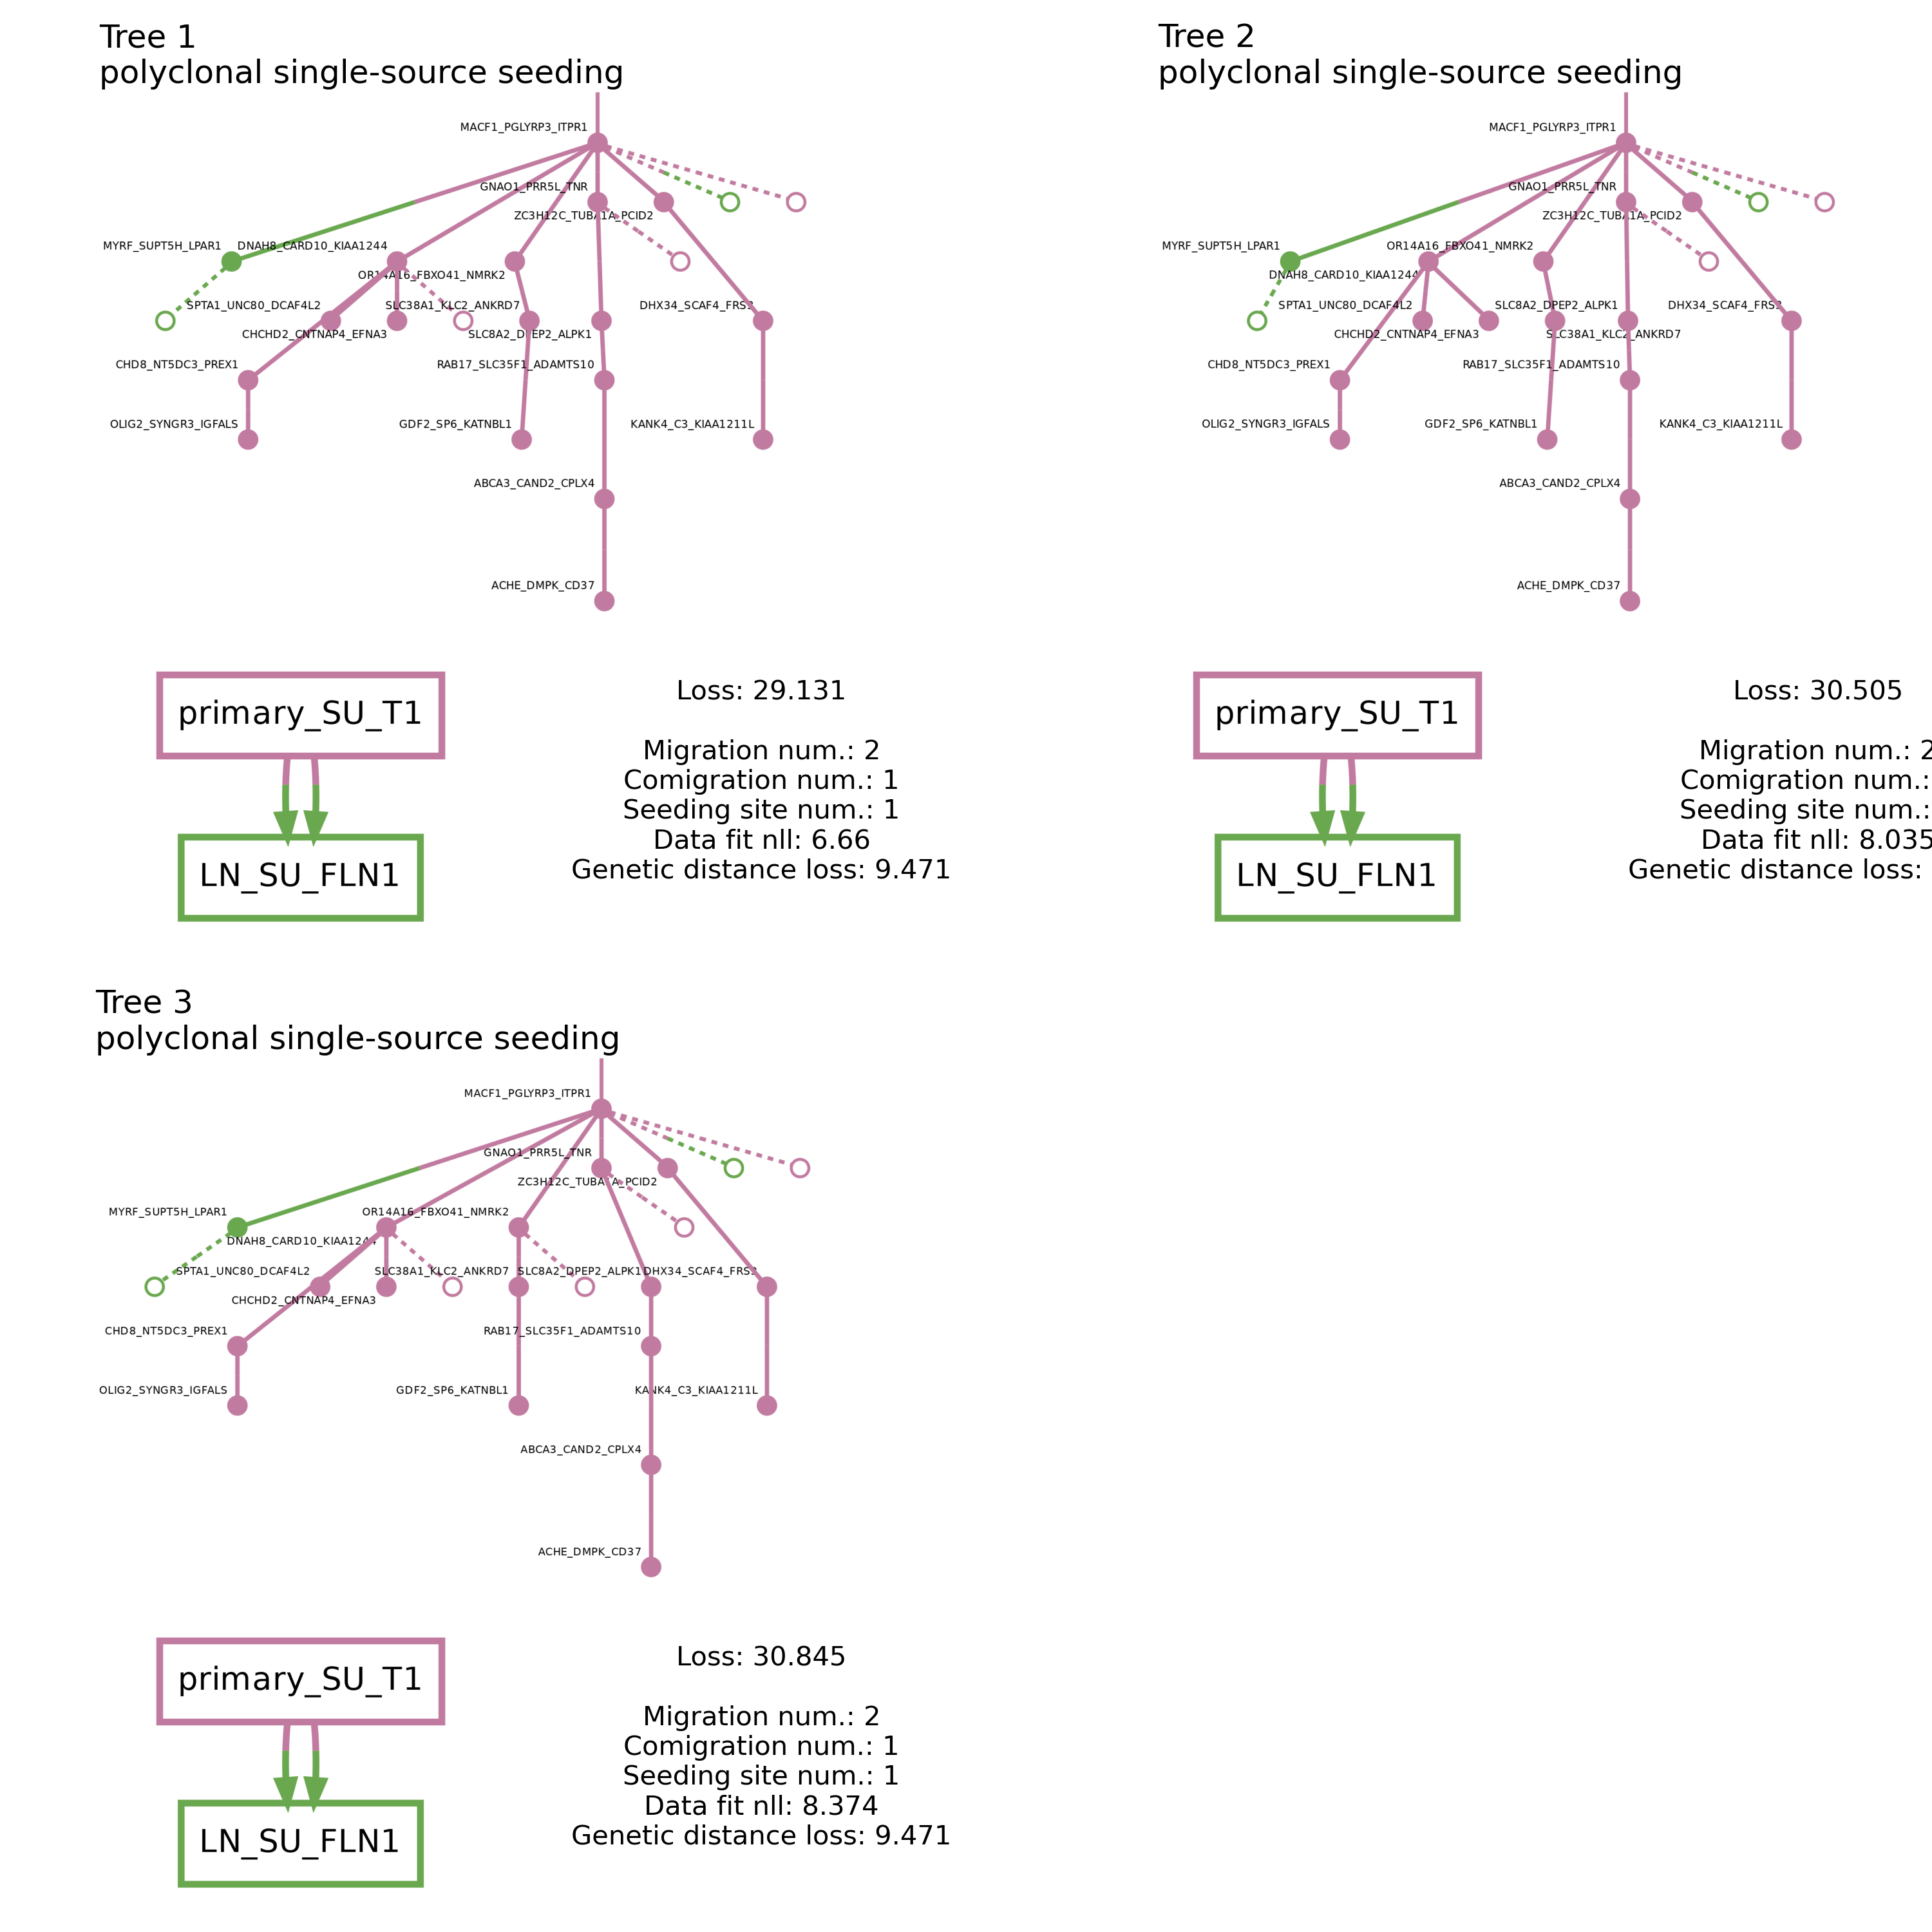 Tree 1
polyclonal single-source seeding
MACF1_PGLYRP3_ITPR1
GNAO1_PRR5L_TNR
ZC3H12C_TUBA1A_PCID2
MYRF_SUPT5H_LPAR1
DNAH8_CARD10_KIAA1244
OR14A16_FBXO41_NMRK2
SPTA1_UNC80_DCAF4L2
SLC38A1_KLC2_ANKRD7
DHX34_SCAF4_FRS3
CHCHD2_CNTNAP4_EFNA3
SLC8A2_DPEP2_ALPK1
CHD8_NT5DC3_PREX1
RAB17_SLC35F1_ADAMTS10
OLIG2_SYNGR3_IGFALS
GDF2_SP6_KATNBL1
KANK4_C3_KIAA1211L
ABCA3_CAND2_CPLX4
ACHE_DMPK_CD37
primary_SU_T1
LN_SU_FLN1
Loss: 29.131
Migration num.: 2
Comigration num.: 1
Seeding site num.: 1
Data fit nll: 6.66
Genetic distance loss: 9.471
Tree 2
polyclonal single-source seeding
MACF1_PGLYRP3_ITPR1
GNAO1_PRR5L_TNR
ZC3H12C_TUBA1A_PCID2
MYRF_SUPT5H_LPAR1
OR14A16_FBXO41_NMRK2
DNAH8_CARD10_KIAA1244
SPTA1_UNC80_DCAF4L2
SLC8A2_DPEP2_ALPK1
DHX34_SCAF4_FRS3
CHCHD2_CNTNAP4_EFNA3
SLC38A1_KLC2_ANKRD7
CHD8_NT5DC3_PREX1
RAB17_SLC35F1_ADAMTS10
OLIG2_SYNGR3_IGFALS
GDF2_SP6_KATNBL1
KANK4_C3_KIAA1211L
ABCA3_CAND2_CPLX4
ACHE_DMPK_CD37
primary_SU_T1
LN_SU_FLN1
Loss: 30.505
Migration num.: 2
Comigration num.:
Seeding site num.:
Data fit nll: 8.035
Genetic distance loss:
Tree 3
polyclonal single-source seeding
MACF1_PGLYRP3_ITPR1
GNAO1_PRR5L_TNR
ZC3H12C_TUBA1A_PCID2
MYRF_SUPT5H_LPAR1
OR14A16_FBXO41_NMRK2
DNAH8_CARD10_KIAA1244
SPTA1_UNC80_DCAF4L2
SLC38A1_KLC2_ANKRD7
SLC8A2_DPEP2_ALPK1
DHX34_SCAF4_FRS3
CHCHD2_CNTNAP4_EFNA3
CHD8_NT5DC3_PREX1
RAB17_SLC35F1_ADAMTS10
OLIG2_SYNGR3_IGFALS
GDF2_SP6_KATNBL1
KANK4_C3_KIAA1211L
ABCA3_CAND2_CPLX4
ACHE_DMPK_CD37
primary_SU_T1
LN_SU_FLN1
Loss: 30.845
Migration num.: 2
Comigration num.: 1
Seeding site num.: 1
Data fit nll: 8.374
Genetic distance loss: 9.471